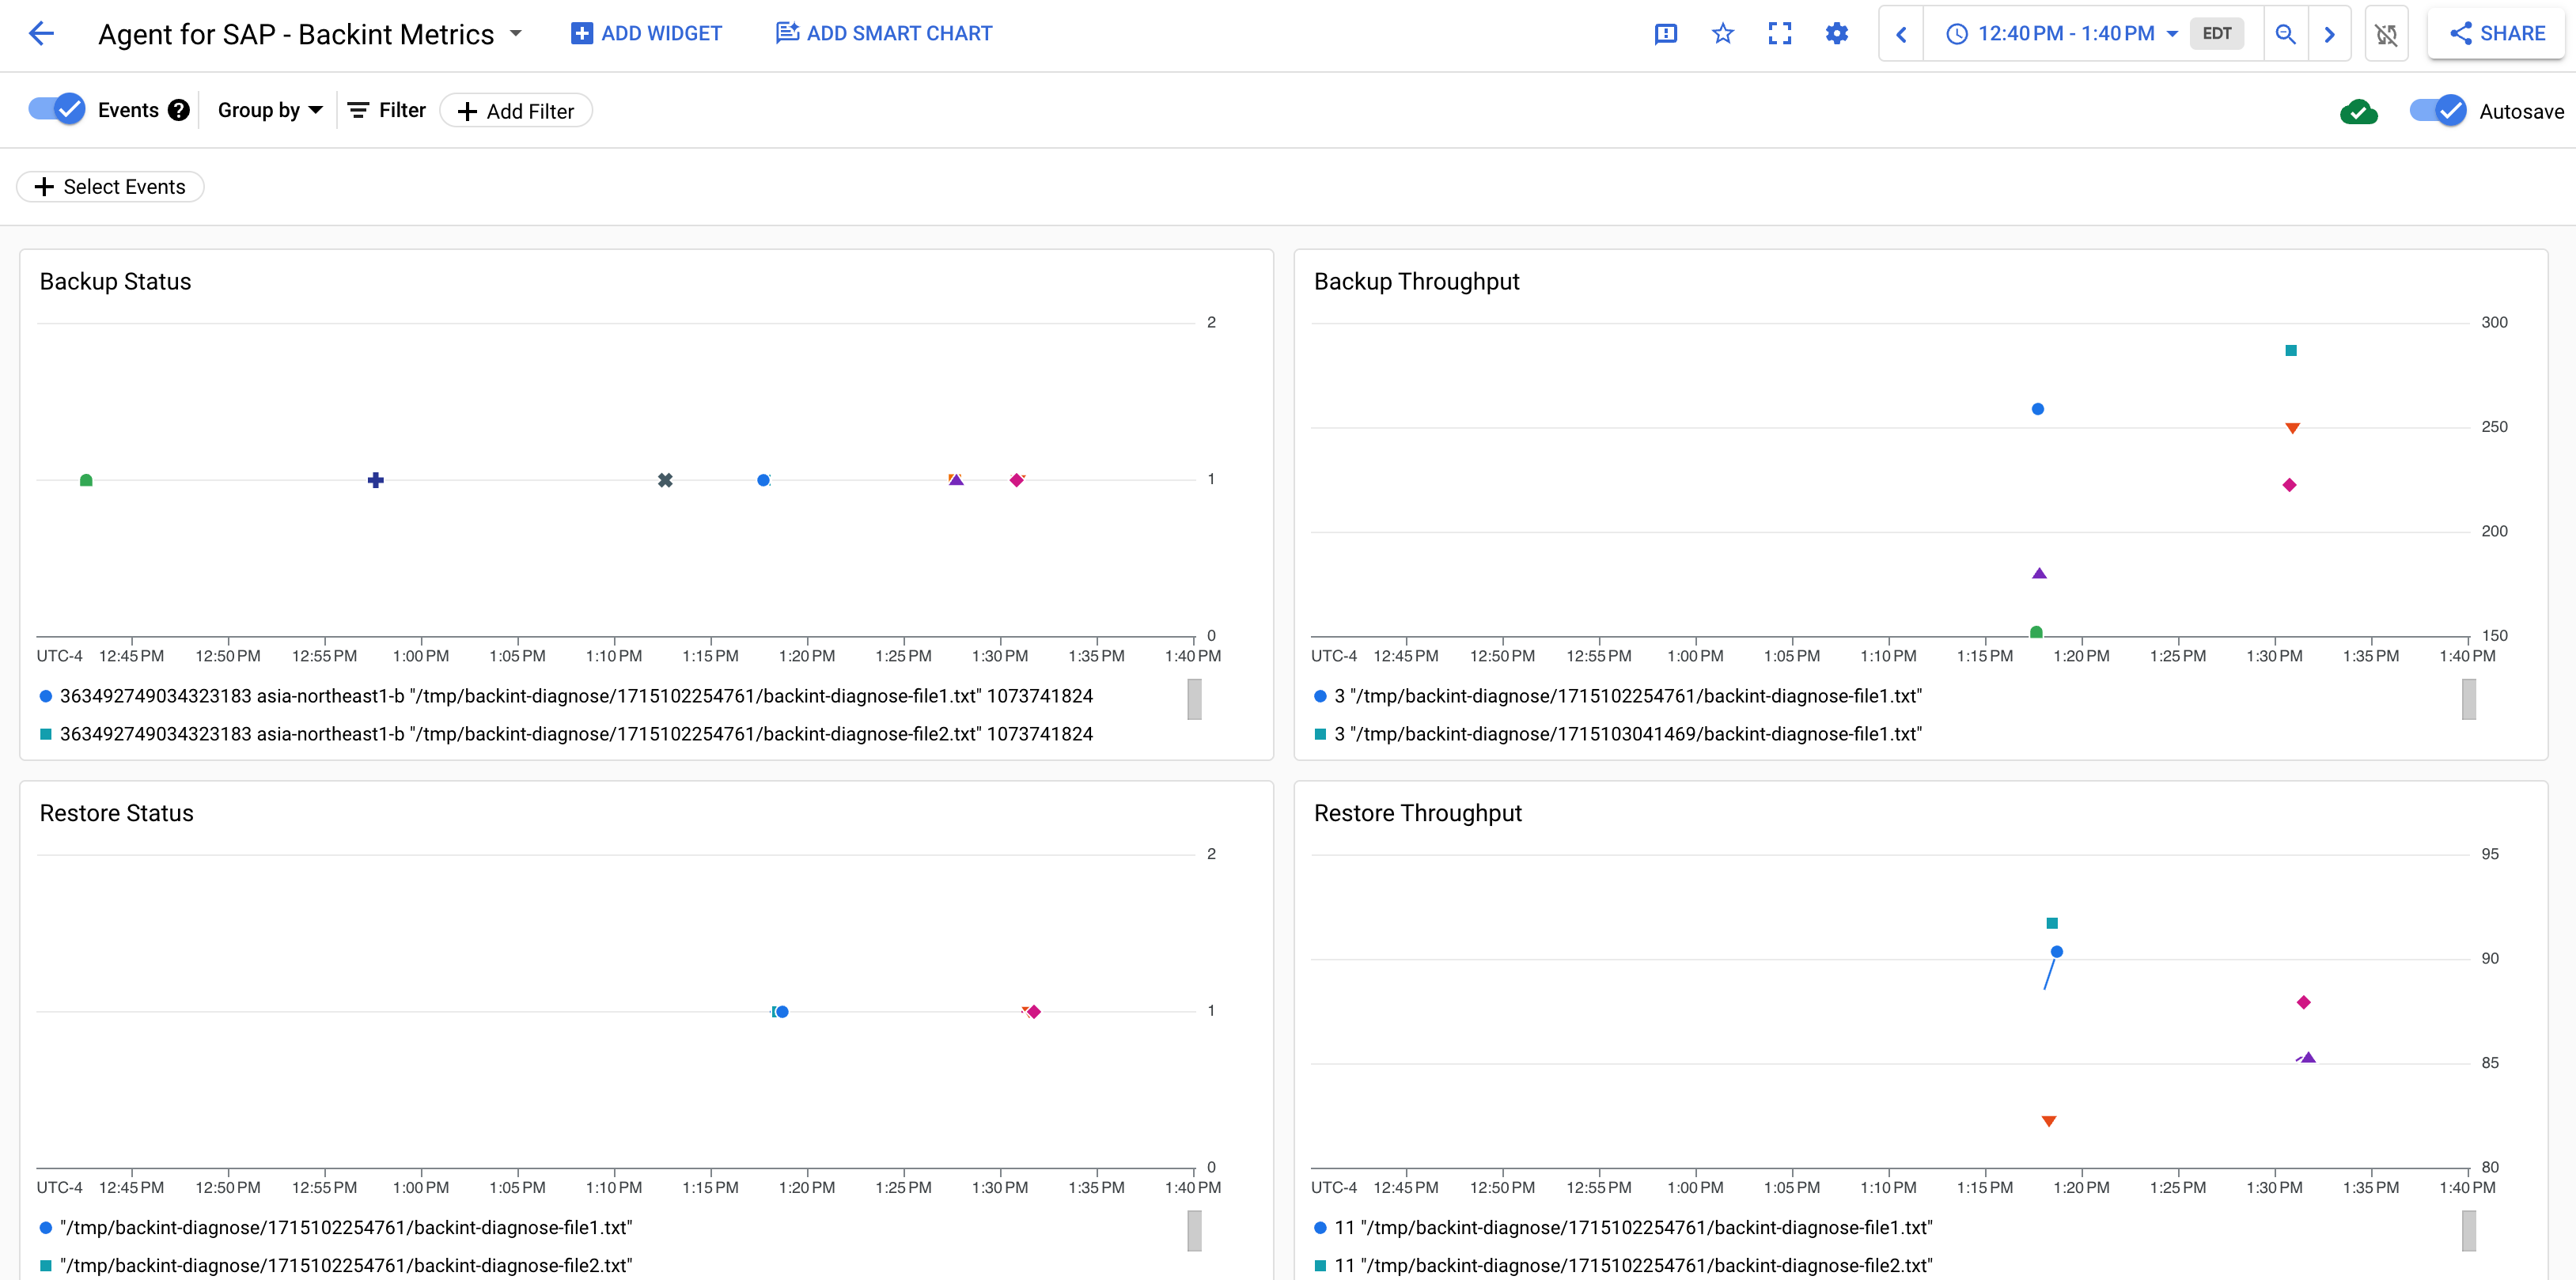 Agent for SAP - Backint Metrics
ADD WIDGET
ADD SMART CHART
12:40 PM - 1:40 PM
EDT
SHARE
Events
Group by
Filter
Add Filter
Autosave
Select Events
Backup Status
2
1
0
UTC-4 12:45 PM 12:50 PM 12:55 PM 1:00 PM 1:05 PM 1:10 PM 1:15 PM 1:20 PM 1:25 PM 1:30 PM 1:35 PM 1:40 PM
363492749034323183 asia-northeast1-b "/tmp/backint-diagnose/1715102254761/backint-diagnose-file1.txt" 1073741824
363492749034323183 asia-northeast1-b "/tmp/backint-diagnose/1715102254761/backint-diagnose-file2.txt" 1073741824
Backup Throughput
300
250
200
150
UTC-4 12:45 PM 12:50 PM 12:55 PM 1:00 PM 1:05 PM 1:10 PM 1:15 PM 1:20 PM 1:25 PM 1:30 PM 1:35 PM 1:40 PM
3 "/tmp/backint-diagnose/1715102254761/backint-diagnose-file1.txt"
3 "/tmp/backint-diagnose/1715103041469/backint-diagnose-file1.txt"
Restore Status
2
1
0
UTC-4 12:45 PM 12:50 PM 12:55 PM 1:00 PM 1:05 PM 1:10 PM 1:15 PM 1:20 PM 1:25 PM 1:30 PM 1:35 PM 1:40 PM
"/tmp/backint-diagnose/1715102254761/backint-diagnose-file1.txt"
"/tmp/backint-diagnose/1715102254761/backint-diagnose-file2.txt"
Restore Throughput
95
90
85
80
UTC-4 12:45 PM 12:50 PM 12:55 PM 1:00 PM 1:05 PM 1:10 PM 1:15 PM 1:20 PM 1:25 PM 1:30 PM 1:35 PM 1:40 PM
11 "/tmp/backint-diagnose/1715102254761/backint-diagnose-file1.txt"
11 "/tmp/backint-diagnose/1715102254761/backint-diagnose-file2.txt"